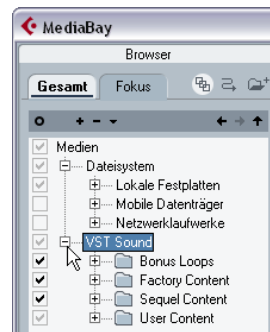 MediaBay
Browser
Gesamt Fokus
Medien
Dateisystem
Lokale Festplatten
Mobile Datenträger
Netzwerklaufwerke
VST Sound
Bonus Loops
Factory Content
Sequel Content
User Content